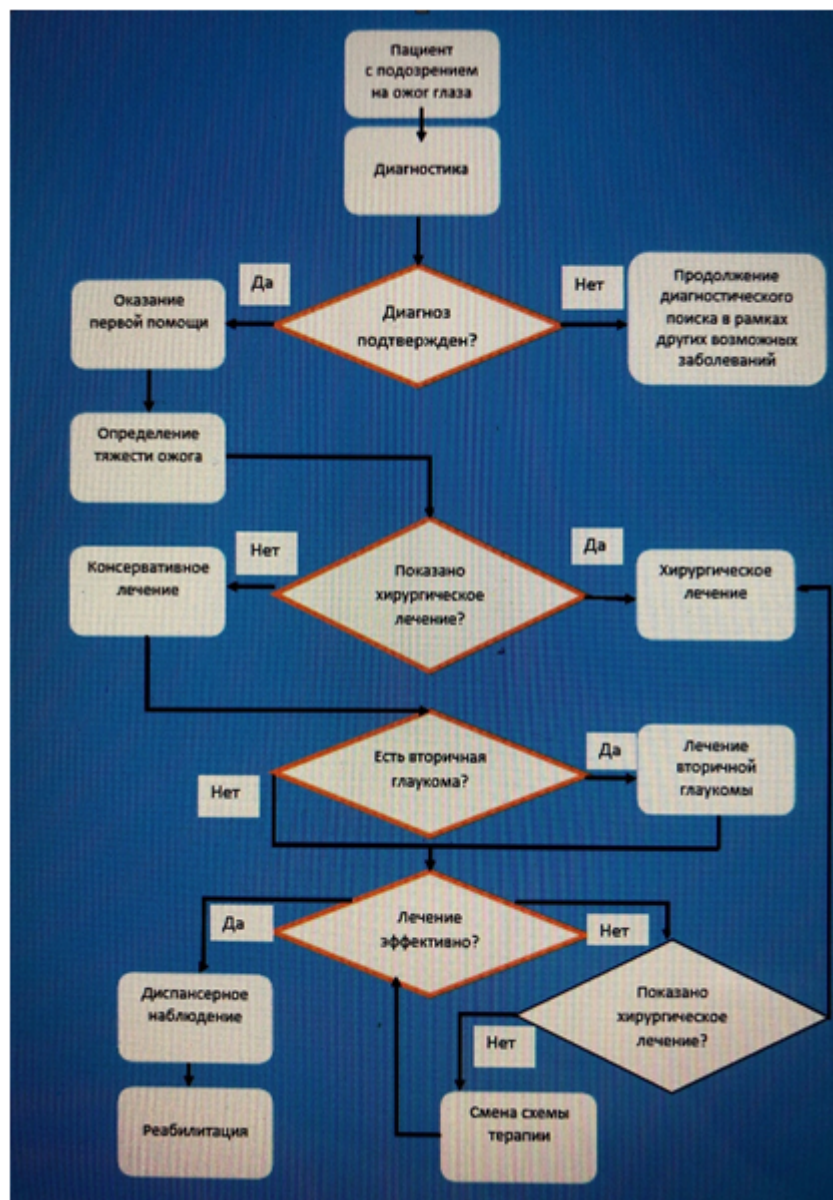 Пациент
с подозрением
на ожог глаза
Диагностика
Да
Нет
Оказание
первой помощи
Диагноз
подтвержден?
Продолжение
диагностического
поиска в рамках
других возможных
заболеваний
Определение
тяжести ожога
Нет
Да
Консервативное
лечение
Показано
хирургическое
лечение?
Хирургическое
лечение
Есть вторичная
глаукома?
Да
Лечение
вторичной
глаукомы
Нет
Лечение
эффективно?
Да
Нет
Диспансерное
наблюдение
Показано
хирургическое
лечение?
Нет
Реабилитация
Смена схемы
терапии